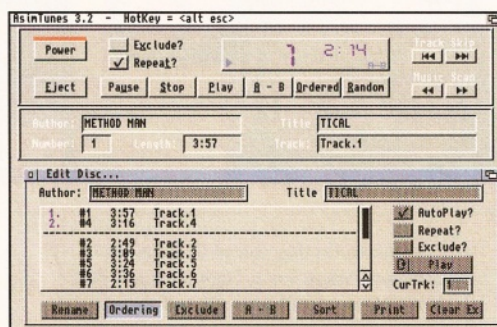 AsimTunes 3.2 - HotKey = <alt esc>
Power
Exclude?
Repeat?
7 2:14
A-B
Track Skip
Music Scan
Eject Pause Stop Play A - B Ordered Random
Author: METHOD MAN Title TICAL
Number: 1 Length: 3:57 Track: Track.1
Edit Disc...
Author: METHOD MAN Title TICAL
1. #1 3:57 Track.1
2. #4 3:16 Track.4
#2 2:49 Track.2
#3 3:09 Track.3
#5 3:24 Track.5
#6 3:36 Track.6
#7 2:15 Track.7
AutoPlay?
Repeat?
Exclude?
Play
CurTrk: 1
Rename Ordering Exclude A - B Sort Print Clear Ex